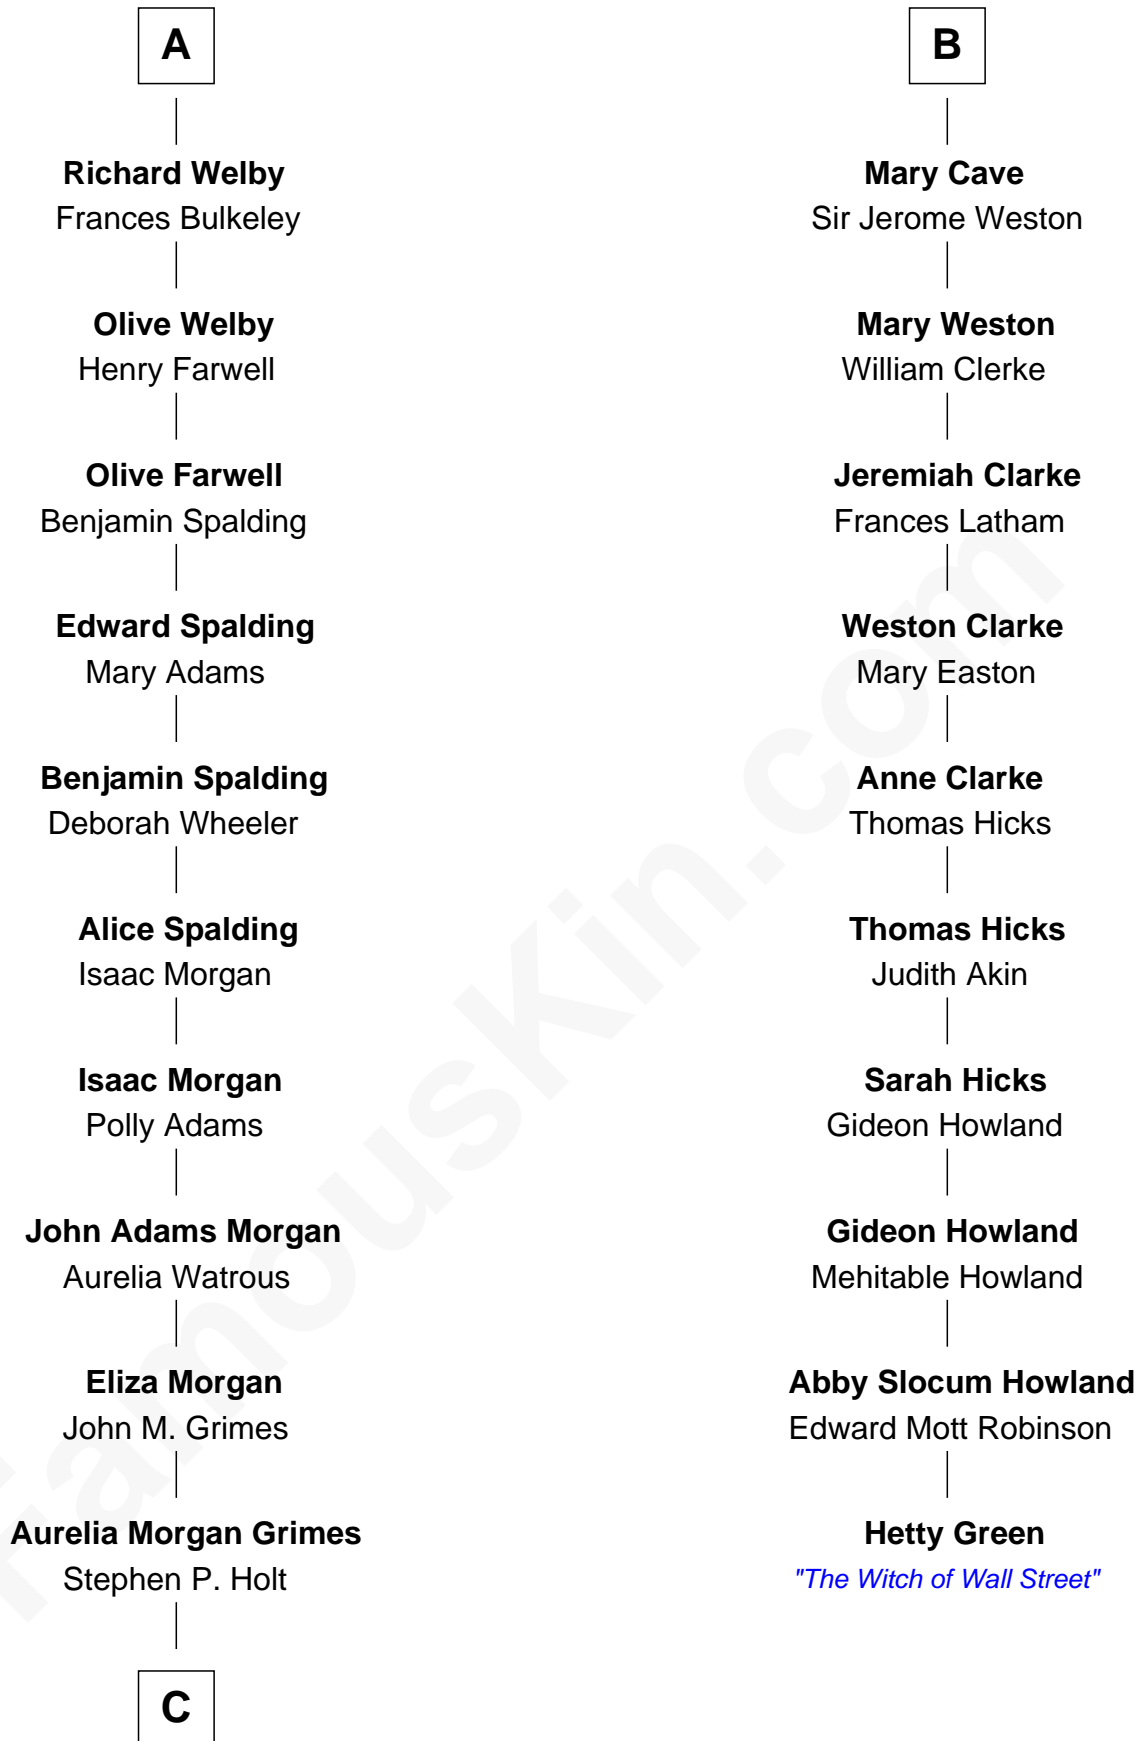 A
Richard Welby
Frances Bulkeley
Olive Welby
Henry Farwell
Olive Farwell
Benjamin Spalding
Edward Spalding
Mary Adams
Benjamin Spalding
Deborah Wheeler
Alice Spalding
Isaac Morgan
Isaac Morgan
Polly Adams
John Adams Morgan
Aurelia Watrous
Eliza Morgan
John M. Grimes
Aurelia Morgan Grimes
Stephen P. Holt
C
B
Mary Cave
Sir Jerome Weston
Mary Weston
William Clerke
Jeremiah Clarke
Frances Latham
Weston Clarke
Mary Easton
Anne Clarke
Thomas Hicks
Thomas Hicks
Judith Akin
Sarah Hicks
Gideon Howland
Gideon Howland
Mehitable Howland
Abby Slocum Howland
Edward Mott Robinson
Hetty Green
"The Witch of Wall Street"
FamousKin.com